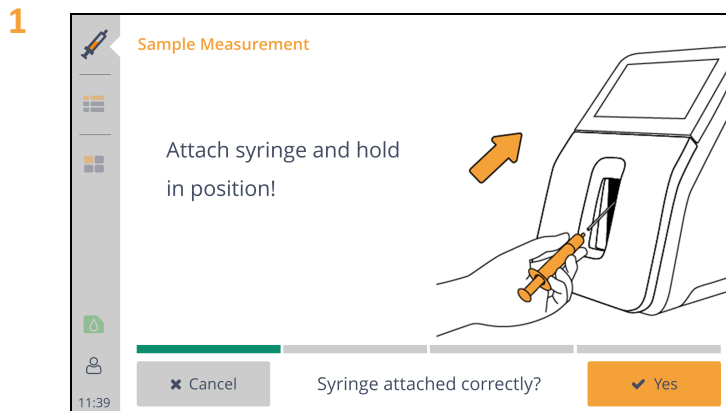 1
Sample Measurement
Attach syringe and hold
in position!
Cancel
Syringe attached correctly?
Yes
11:39